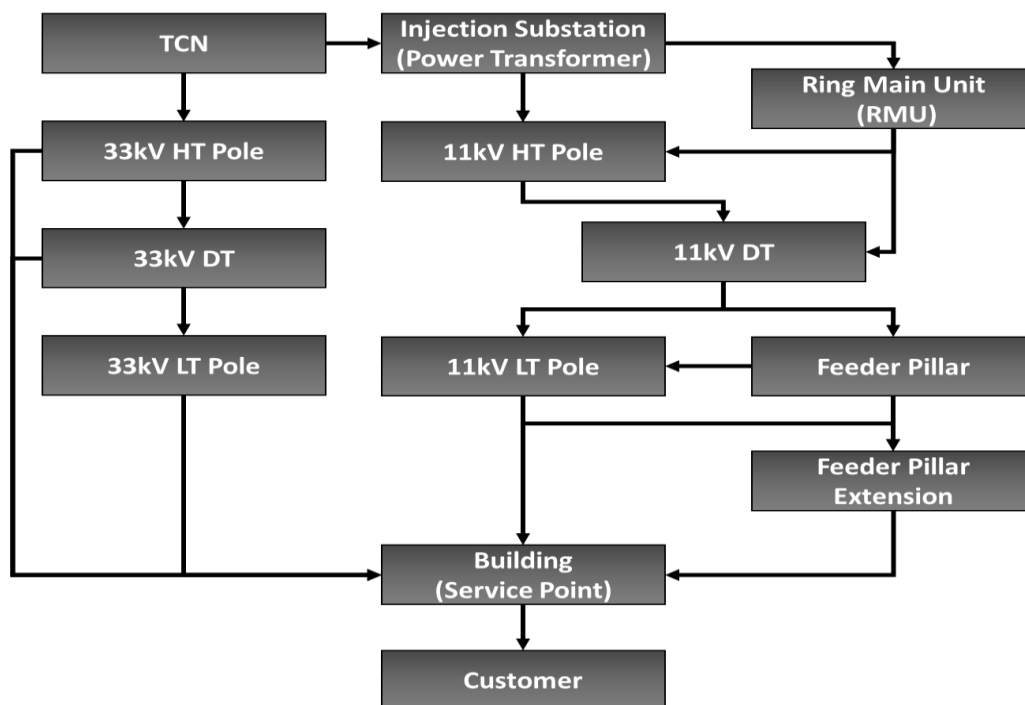 TCN
Injection Substation
(Power Transformer)
Ring Main Unit
(RMU)
33kV HT Pole
11kV HT Pole
33kV DT
11kV DT
33kV LT Pole
11kV LT Pole
Feeder Pillar
Feeder Pillar
Extension
Building
(Service Point)
Customer